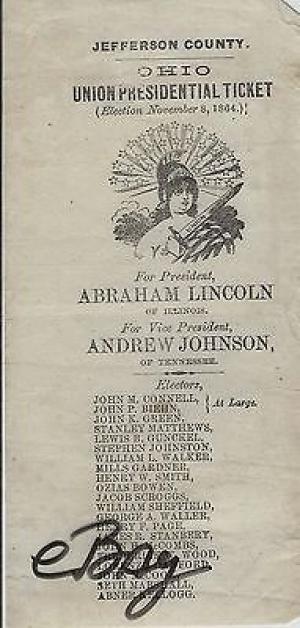 JEFFERSON COUNTY.
OHIO
UNION PRESIDENTIAL TICKET
(Election November 8, 1864.)
For President,
ABRAHAM LINCOLN
OF ILLINOIS.
For Vice President,
ANDREW JOHNSON,
OF TENNESSEE.
Electors,
JOHN M. CONNELL,
JOHN P. BIEHN,
At Large.
JOHN K. GREEN,
STANLEY MATTHEWS,
LEWIS B. GUNCKEL,
STEPHEN JOHNSTON,
WILLIAM L. WALKER,
MILLS GARDNER,
HENRY W. SMITH,
OZIAS BOWEN,
JACOB SCROGGS,
WILLIAM SHEFFIELD,
GEORGE A. WALLER,
HENRY F. PAGE,
R. STANBERY,
WOOD,
JOHN
SETH MARSHALL,
ABNER KELLOGG.
eBay